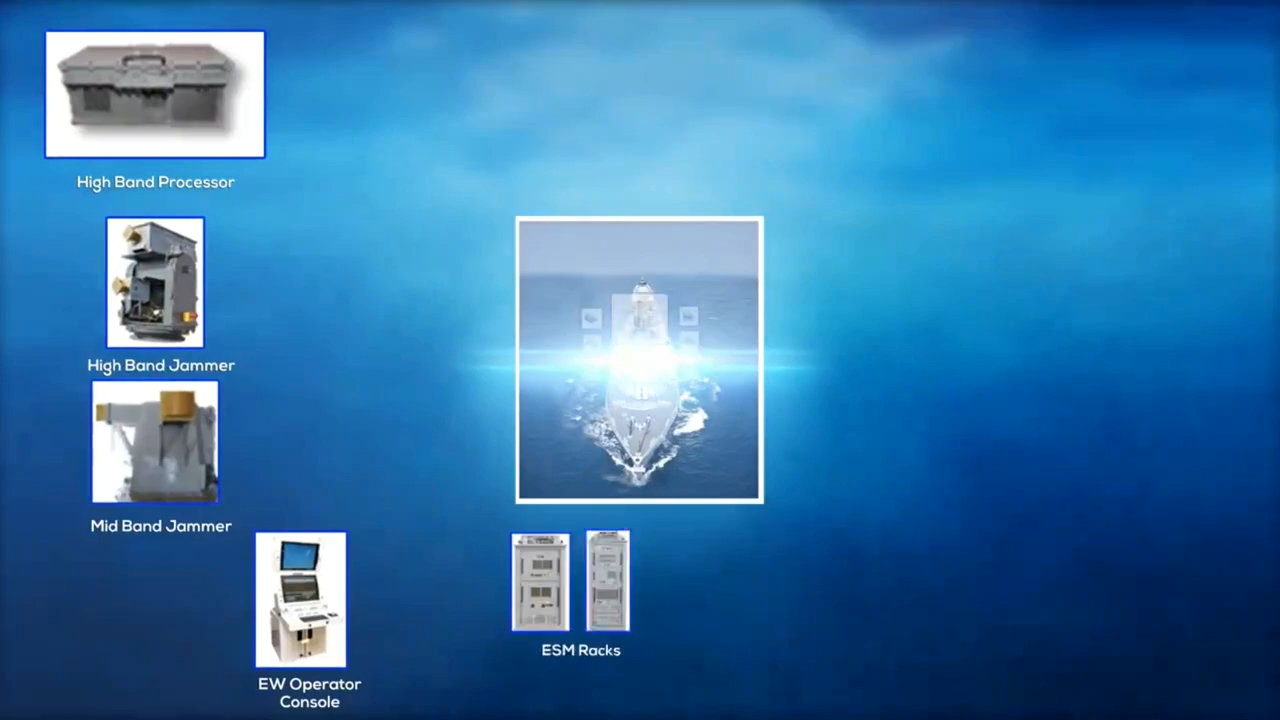 High Band Processor
High Band Jammer
Mid Band Jammer
EW Operator
Console
ESM Racks